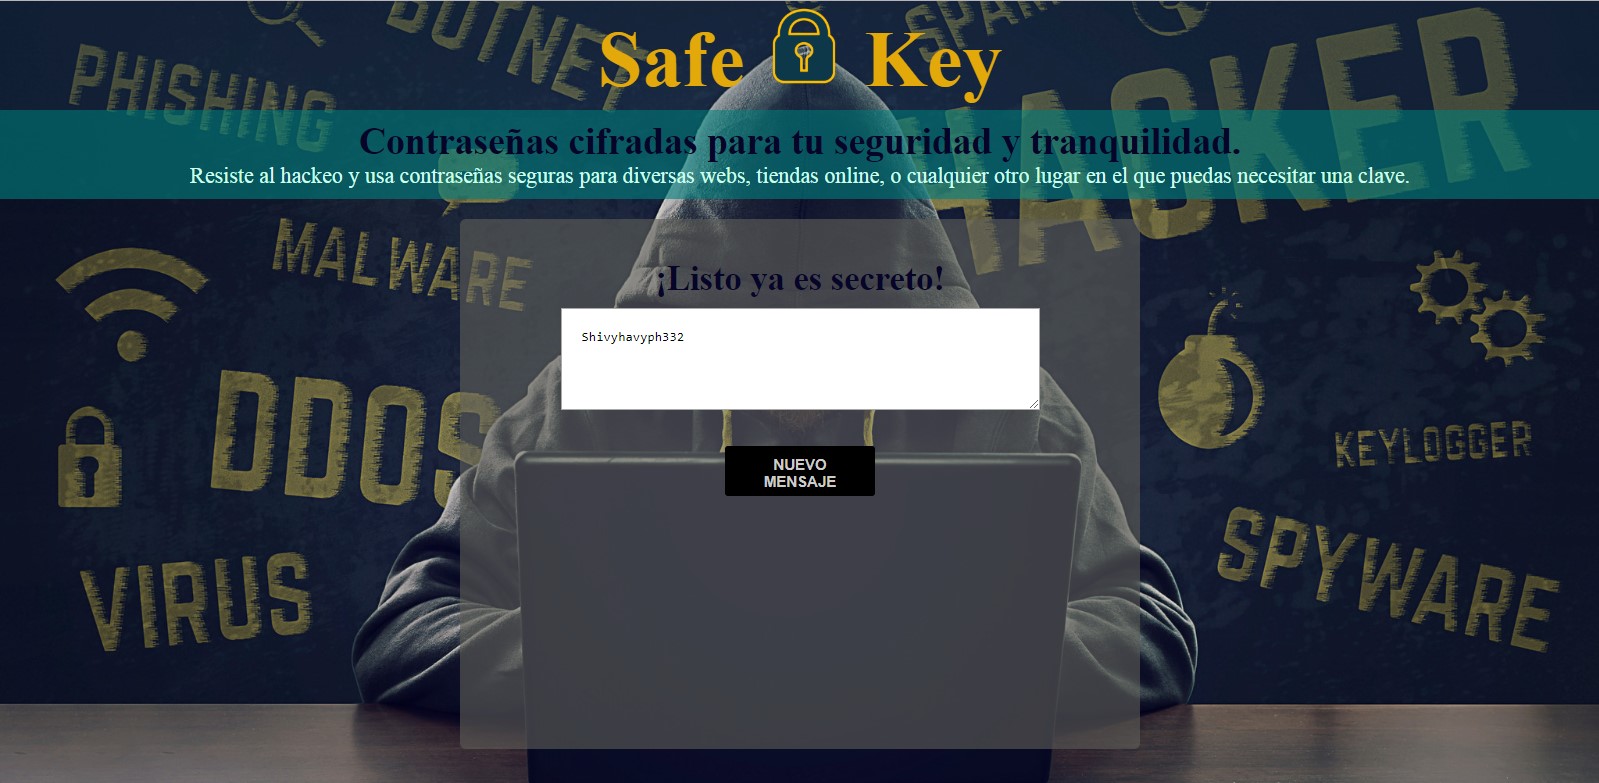 Safe Key
Contraseñas cifradas para tu seguridad y tranquilidad.
Resiste al hackeo y usa contraseñas seguras para diversas webs, tiendas online, o cualquier otro lugar en el que puedas necesitar una clave.
¡Listo ya es secreto!
Shivyhavyph332
NUEVO
MENSAJE
PHISHING
BOTNET
HACKER
MALWARE
DDOS
KEYLOGGER
VIRUS
SPYWARE